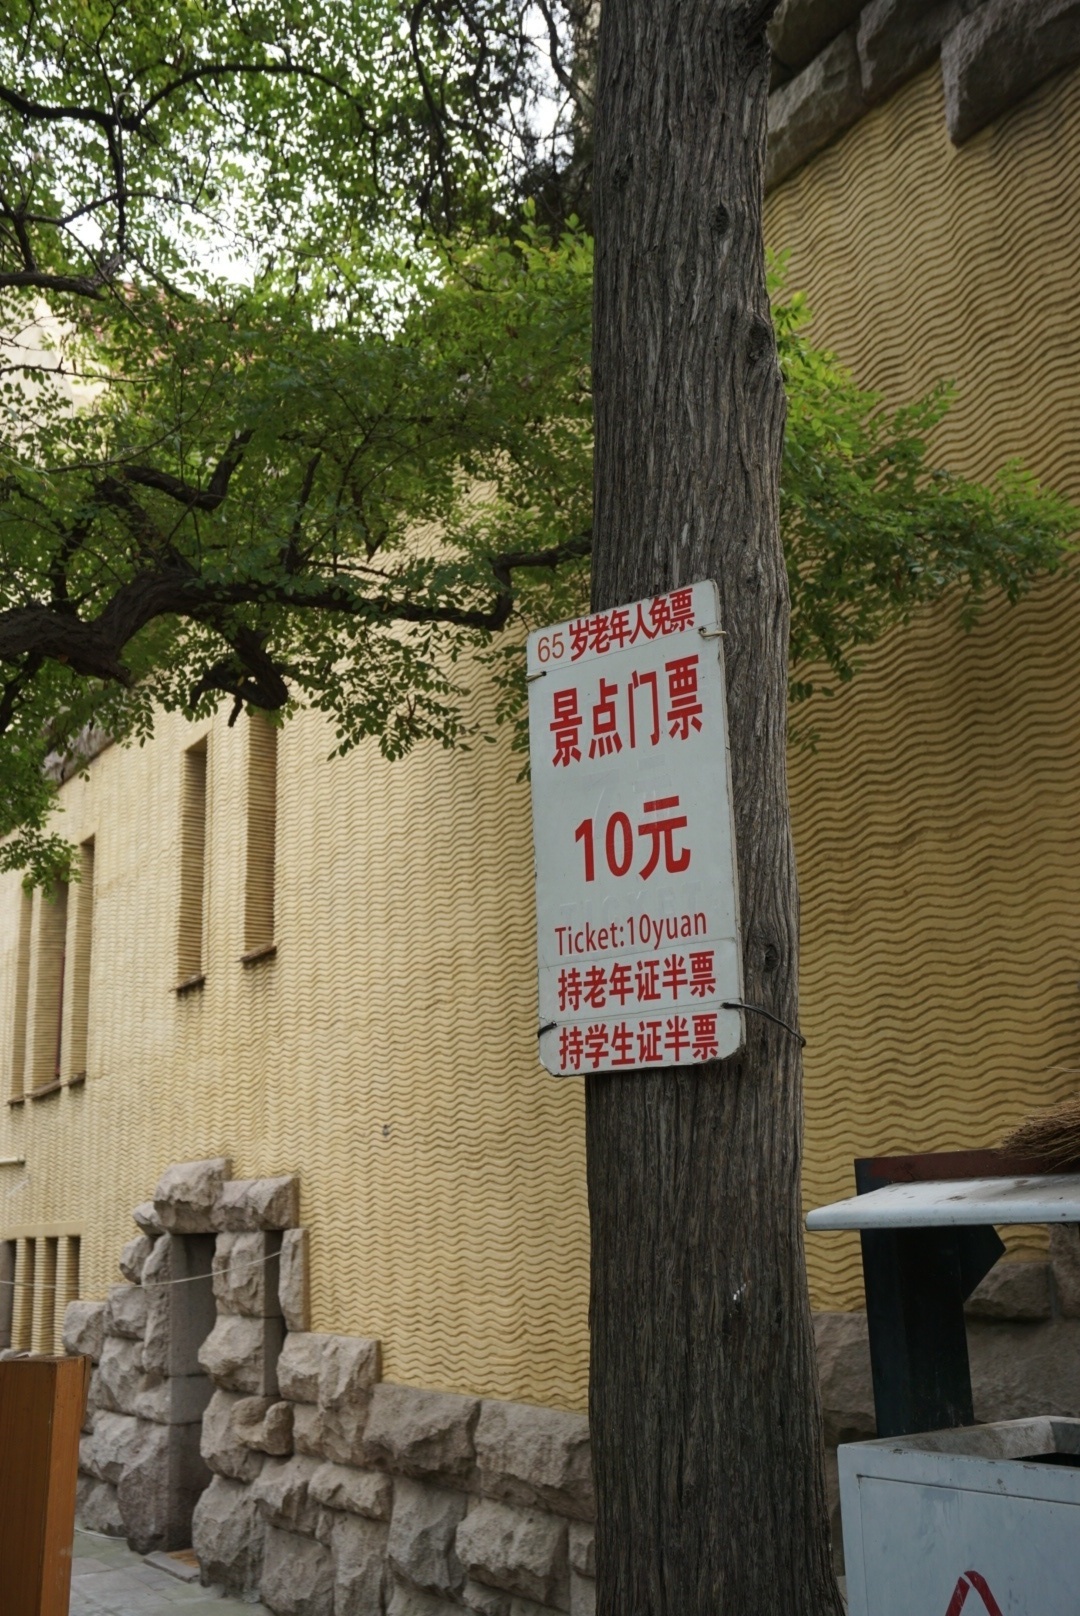 65岁老年人免票
景点门票
10元
Ticket:10yuan
持老年证半票
持学生证半票